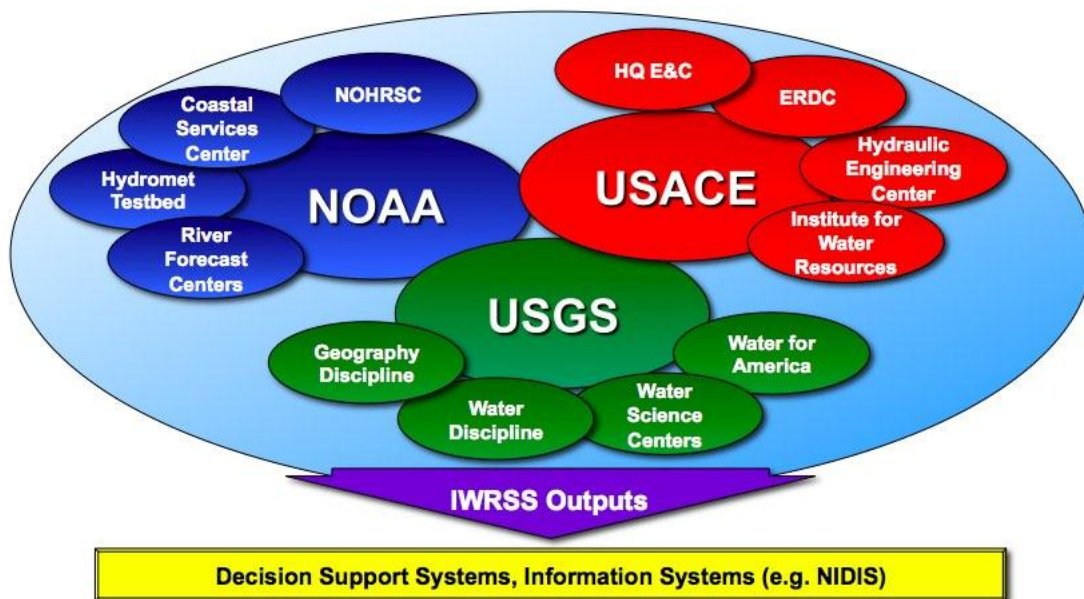 HQ E&C
NOHRSC
ERDC
Coastal
Services
Center
Hydraulic
Engineering
Center
Hydromet
Testbed
NOAA
USACE
River
Forecast
Centers
Institute for
Water
Resources
USGS
Geography
Discipline
Water for
America
Water
Discipline
Water
Science
Centers
IWRSS Outputs
Decision Support Systems, Information Systems (e.g. NIDIS)